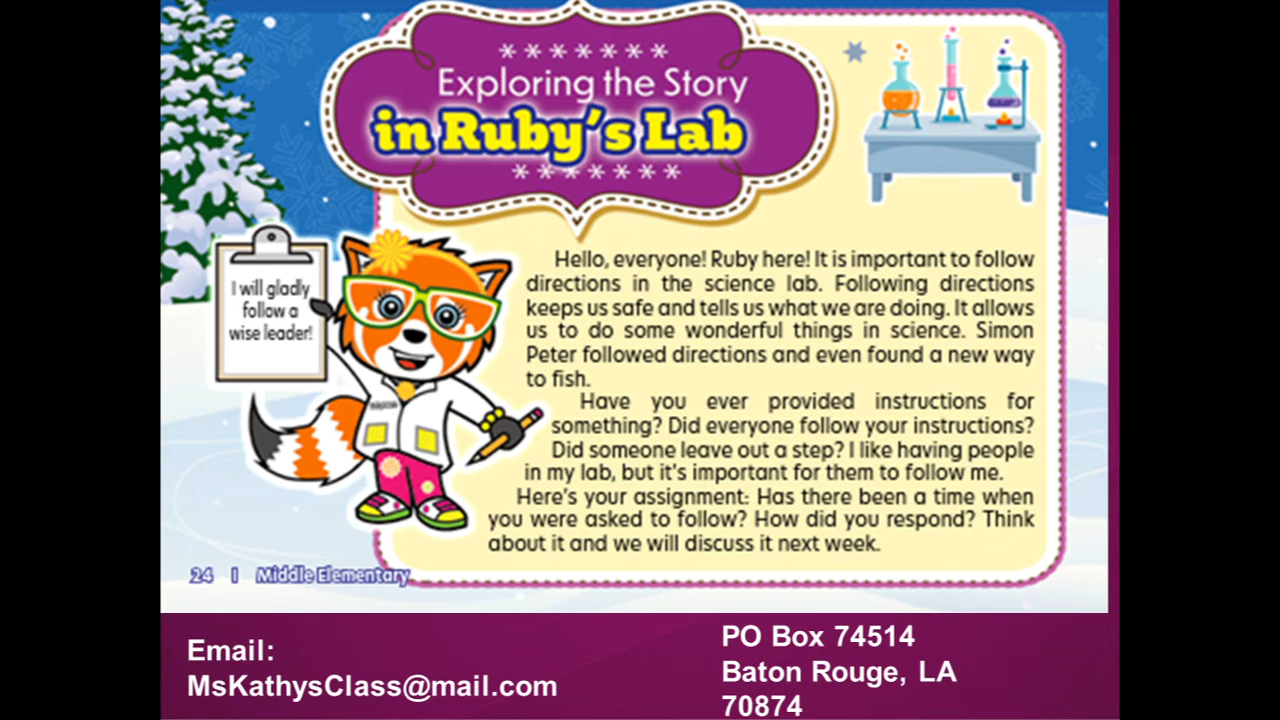 *******
Exploring the Story
in Ruby's Lab
*******
I will gladly
follow a
wise leader!
Hello, everyone! Ruby here! It is important to follow
directions in the science lab. Following directions
keeps us safe and tells us what we are doing. It allows
us to do some wonderful things in science. Simon
Peter followed directions and even found a new way
to fish.
Have you ever provided instructions for
something? Did everyone follow your instructions?
Did someone leave out a step? I like having people
in my lab, but it's important for them to follow me.
Here's your assignment: Has there been a time when
you were asked to follow? How did you respond? Think
about it and we will discuss it next week.
24 | Middle Elementary
Email:
MsKathysClass@mail.com
PO Box 74514
Baton Rouge, LA
70874